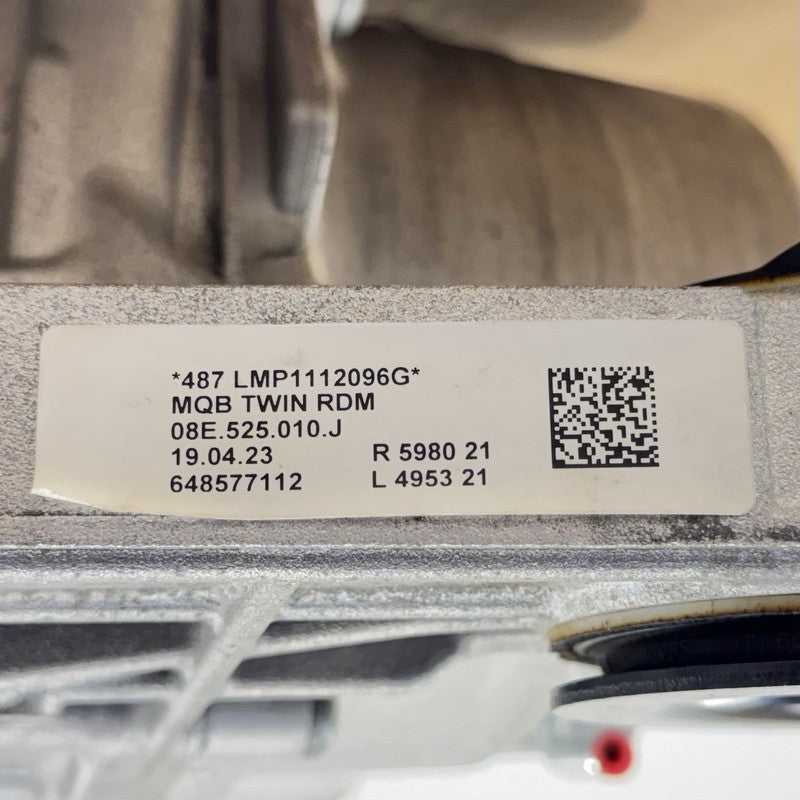 *487 LMP1112096G*
MQB TWIN RDM
08E.525.010.J
19.04.23 R 5980 21
648577112 L 4953 21